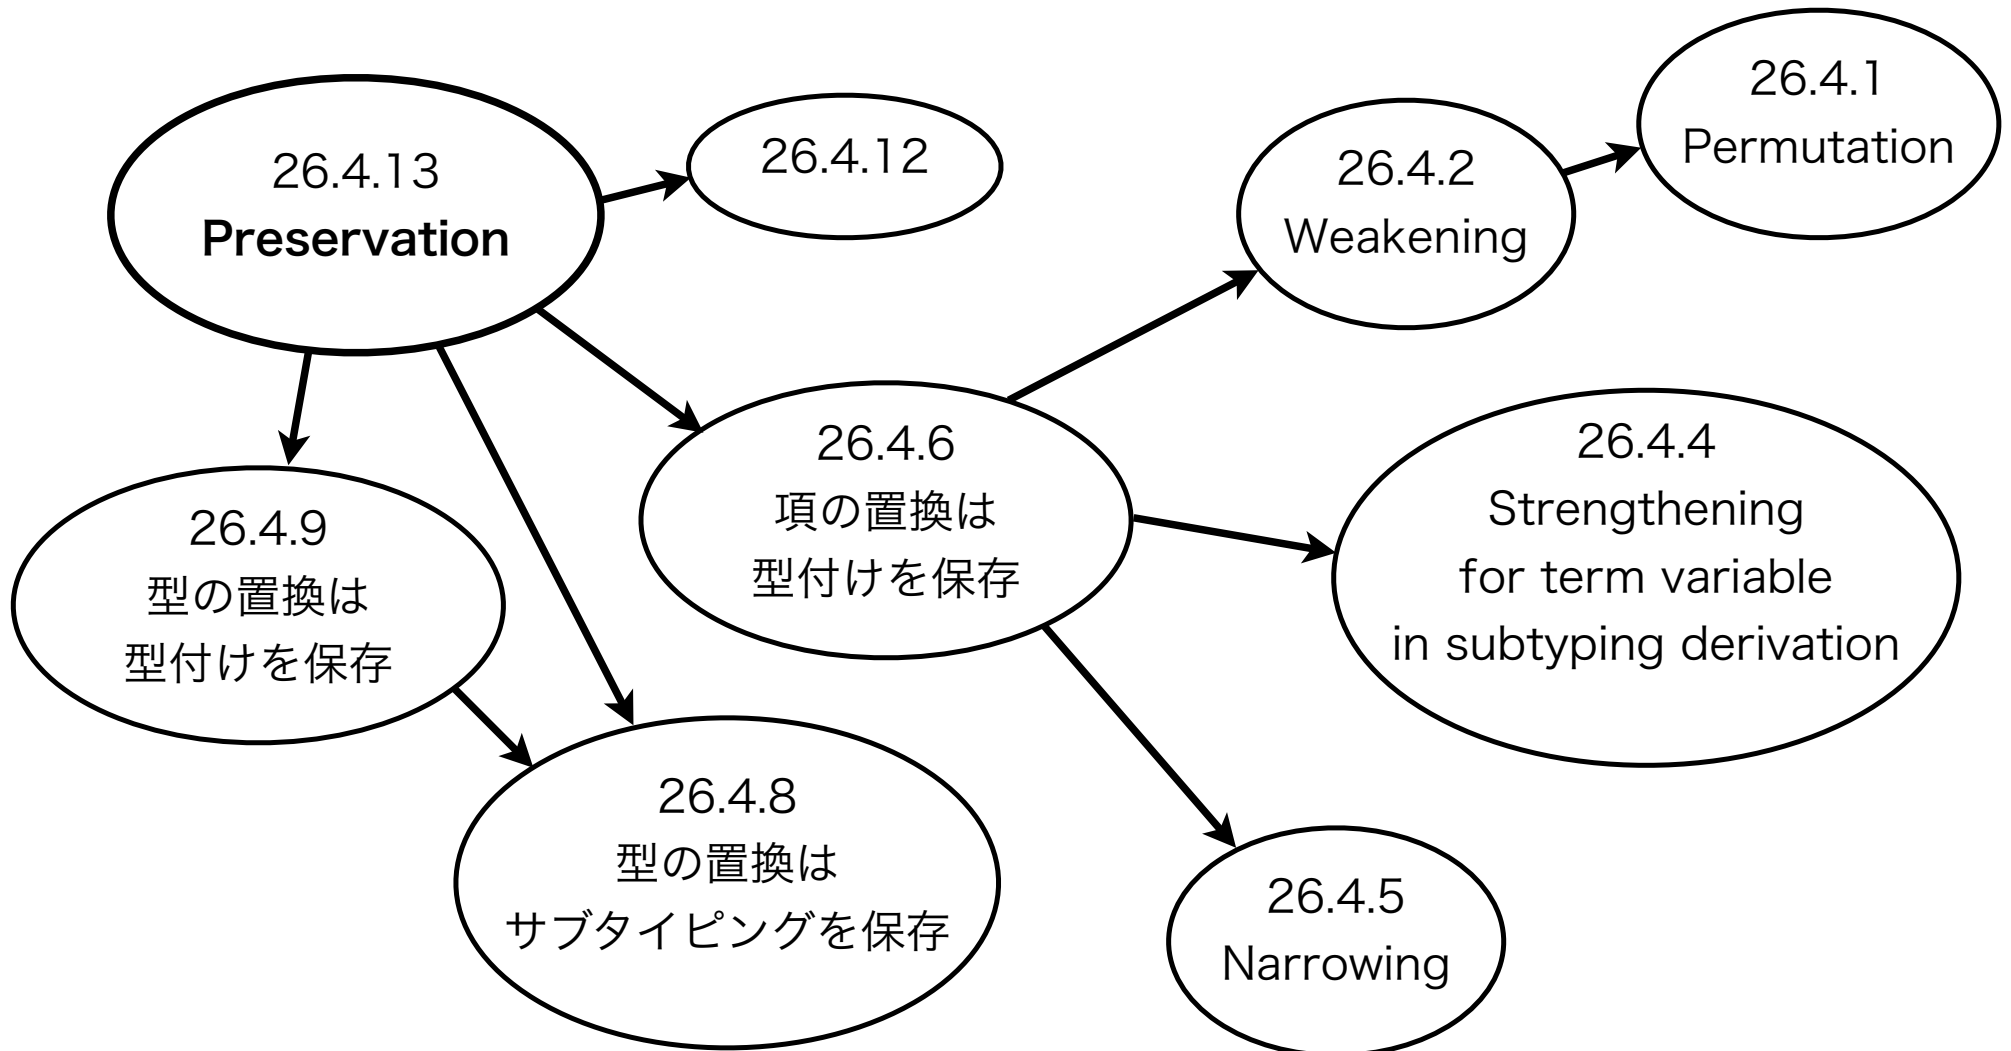 26.4.13
Preservation
26.4.12
26.4.2
Weakening
26.4.1
Permutation
26.4.9
型の置換は
型付けを保存
26.4.6
項の置換は
型付けを保存
26.4.4
Strengthening
for term variable
in subtyping derivation
26.4.8
型の置換は
サブタイピングを保存
26.4.5
Narrowing